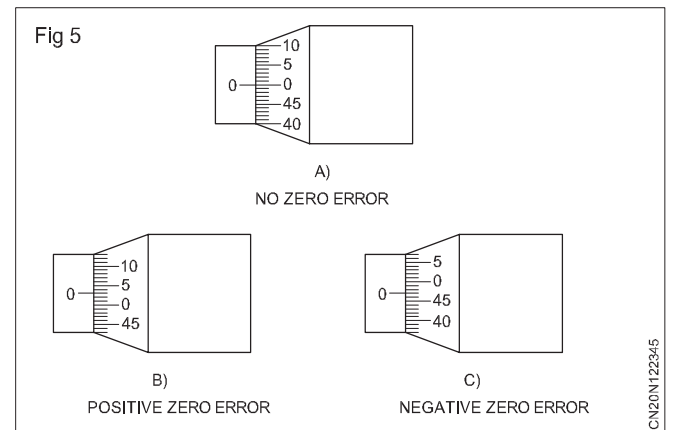 Fig 5
10
5
0 0
45
40
A)
NO ZERO ERROR
10
5
0
0
45
B)
POSITIVE ZERO ERROR
5
0
0
45
40
C)
NEGATIVE ZERO ERROR
CN20N122345